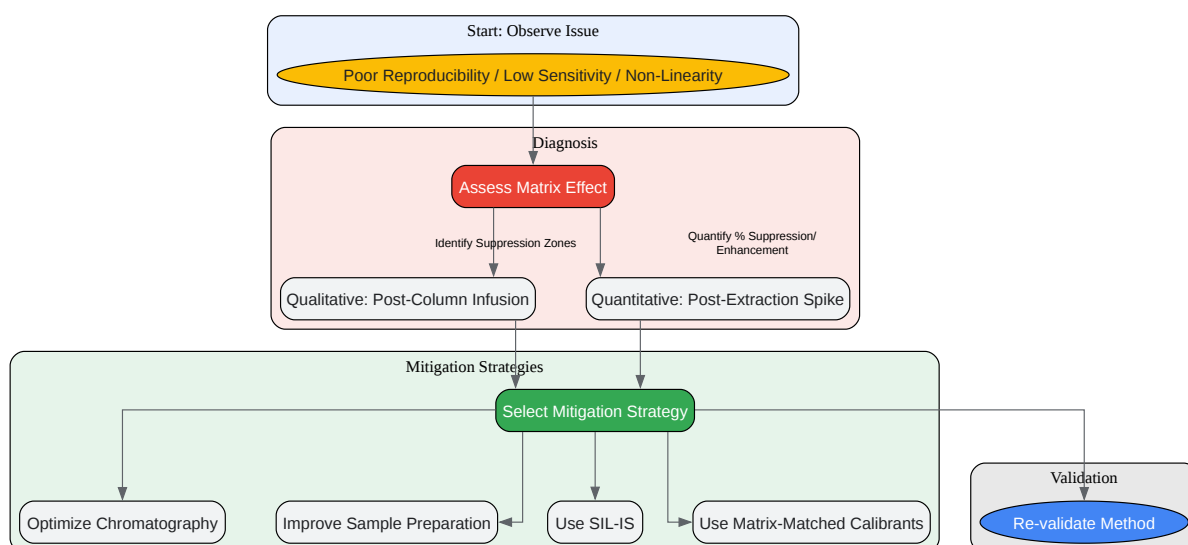 Start: Observe Issue
Poor Reproducibility / Low Sensitivity / Non-Linearity
Diagnosis
Assess Matrix Effect
Identify Suppression Zones
Quantify % Suppression/
Enhancement
Qualitative: Post-Column Infusion
Quantitative: Post-Extraction Spike
Mitigation Strategies
Select Mitigation Strategy
Validation
Optimize Chromatography
Improve Sample Preparation
Use SIL-IS
Use Matrix-Matched Calibrants
Re-validate Method